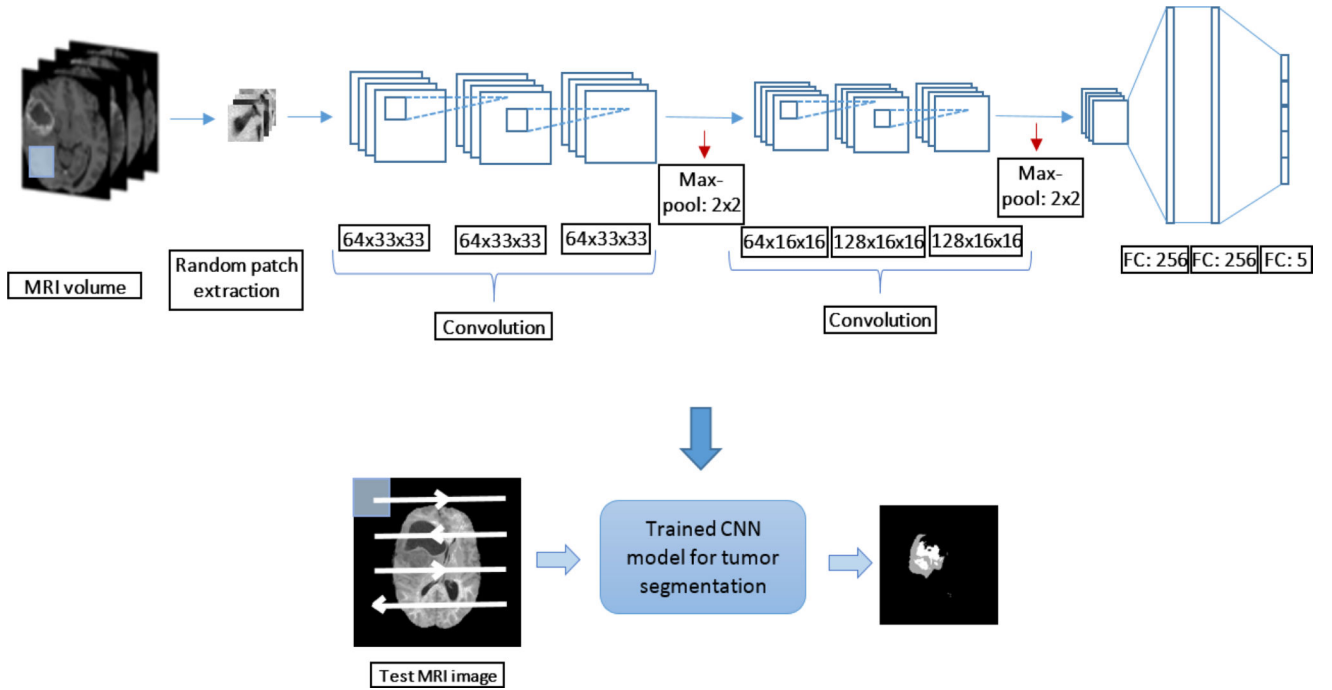 Max-
pool: 2x2
Max-
pool: 2x2
64x33x33
64x33x33
64x33x33
64x16x16
128x16x16
128x16x16
FC: 256
FC: 256
FC: 5
MRI volume
Random patch
extraction
Convolution
Convolution
Trained CNN
model for tumor
segmentation
Test MRI image